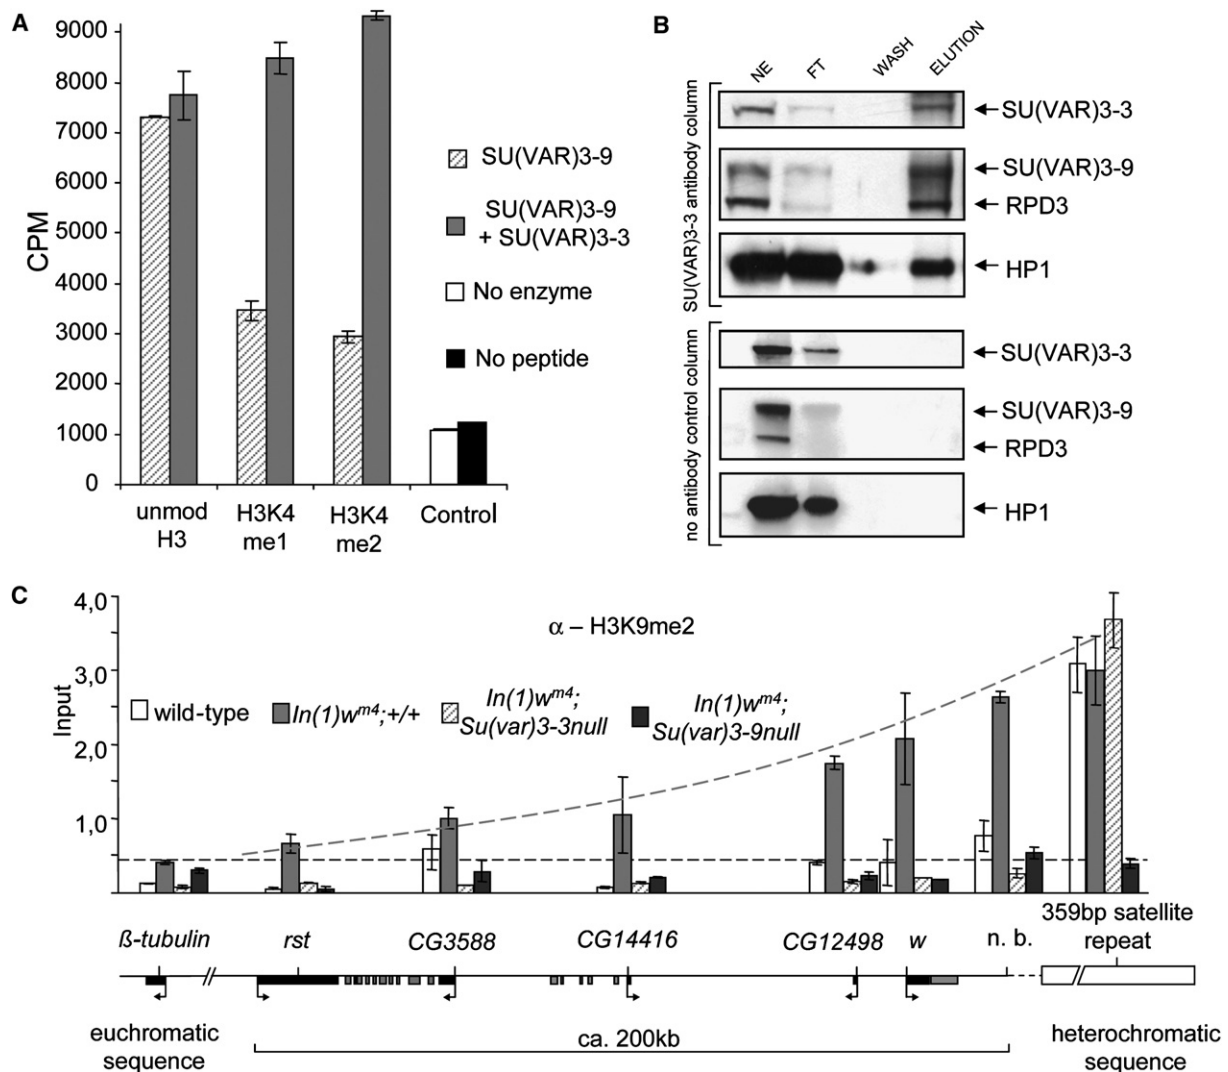 A
9000
8000
7000
6000
5000
4000
3000
2000
1000
0
CPM
unmod
H3
H3K4
me1
H3K4
me2
Control
SU(VAR)3-9
SU(VAR)3-9
+ SU(VAR)3-3
No enzyme
No peptide
B
NE
FT
WASH
ELUTION
SU(VAR)3-3 antibody column
SU(VAR)3-3
SU(VAR)3-9
RPD3
HP1
no antibody control column
SU(VAR)3-3
SU(VAR)3-9
RPD3
HP1
C
4,0
3,0
2,0
1,0
Input
α – H3K9me2
wild-type
In(1)wm4;+/+
In(1)wm4;
Su(var)3-3null
In(1)wm4;
Su(var)3-9null
ß-tubulin
rst
CG3588
CG14416
CG12498
w
n. b.
359bp satellite
repeat
euchromatic
sequence
ca. 200kb
heterochromatic
sequence